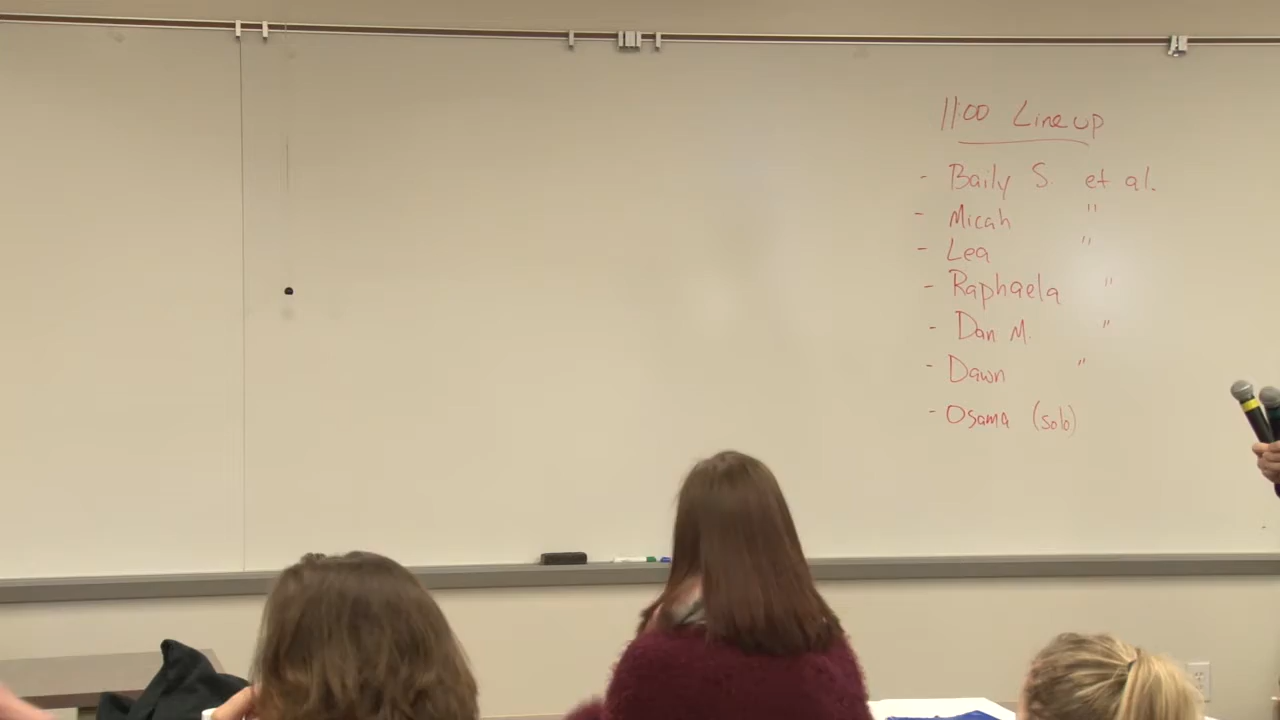 11:00 Lineup
- Baily S. et al.
- Micah "
- Lea "
- Raphaela "
- Dan M. "
- Dawn "
- Osama (solo)